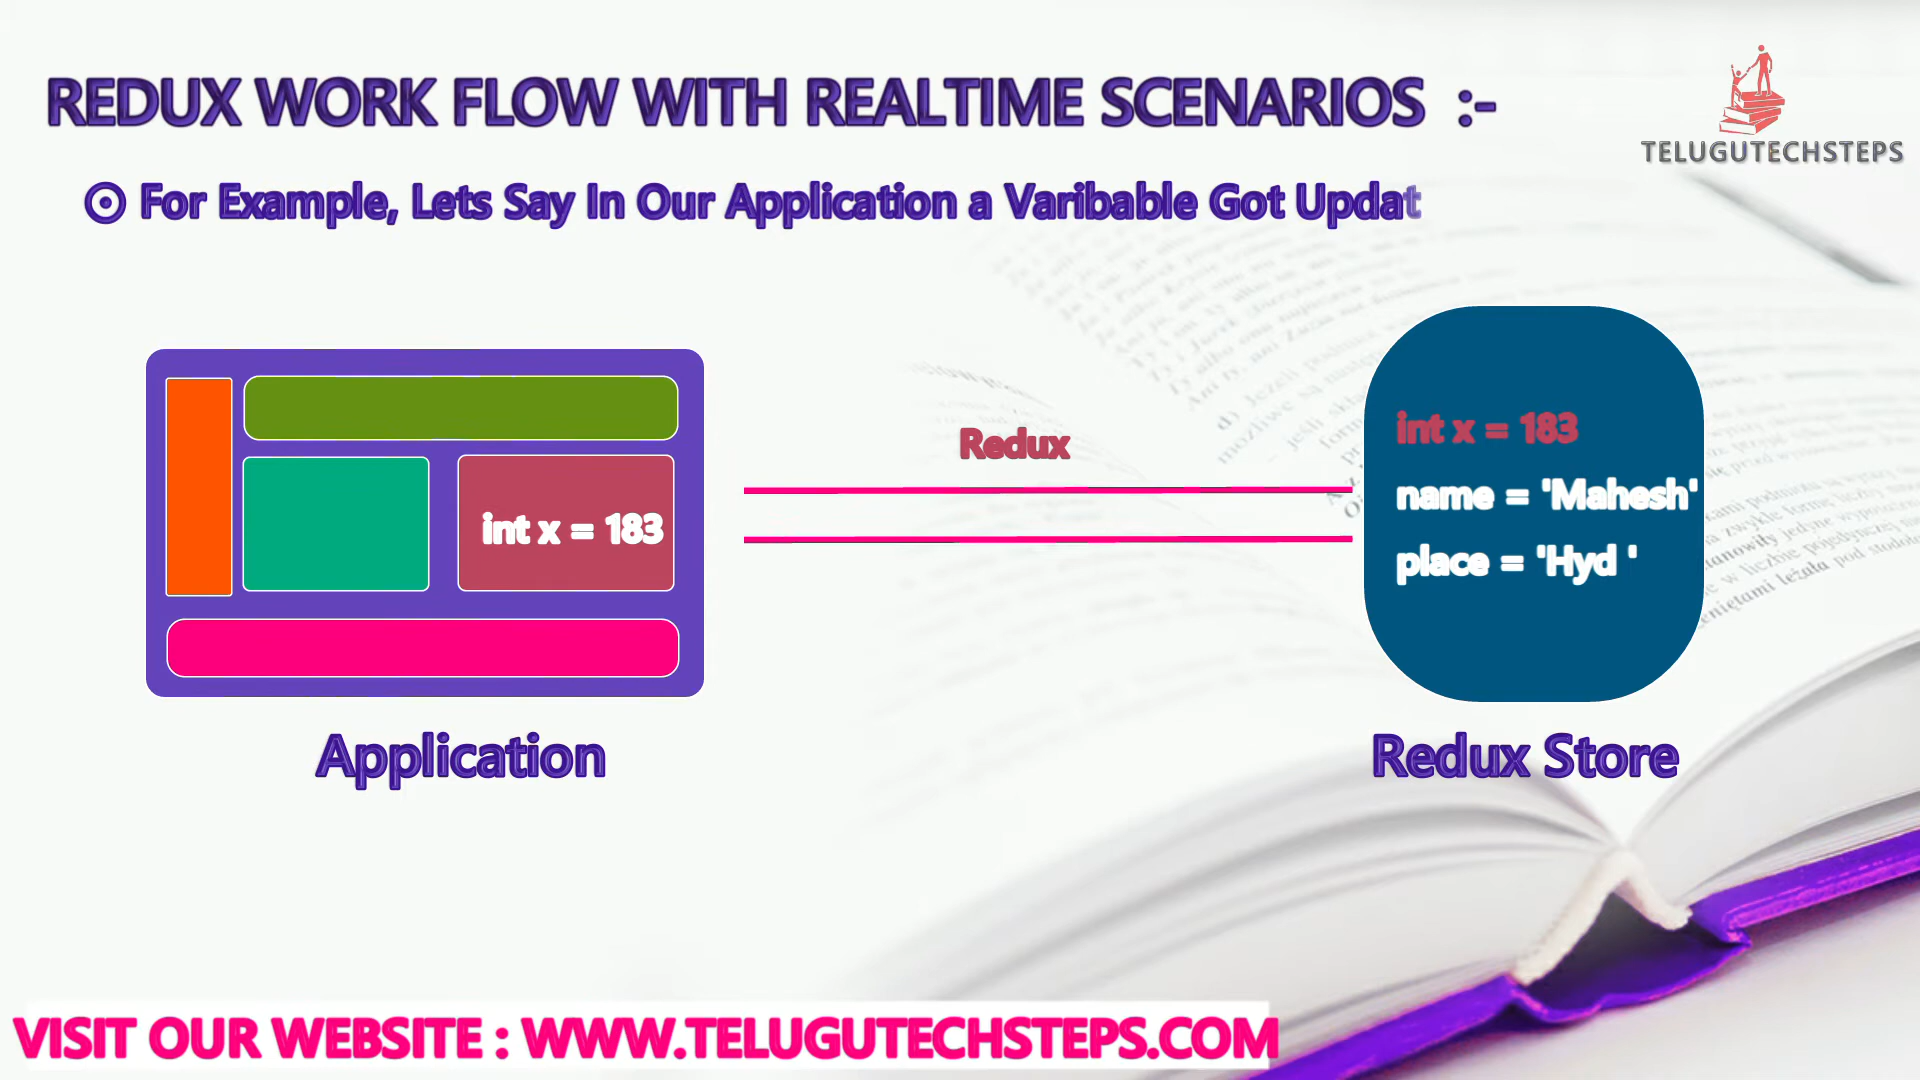 REDUX WORK FLOW WITH REALTIME SCENARIOS :-
TELUGUTECHSTEPS
For Example, Lets Say In Our Application a Varibable Got Updat
Redux
int x = 183
int x = 183
name = 'Mahesh'
place = 'Hyd '
Application
Redux Store
VISIT OUR WEBSITE : WWW.TELUGUTECHSTEPS.COM